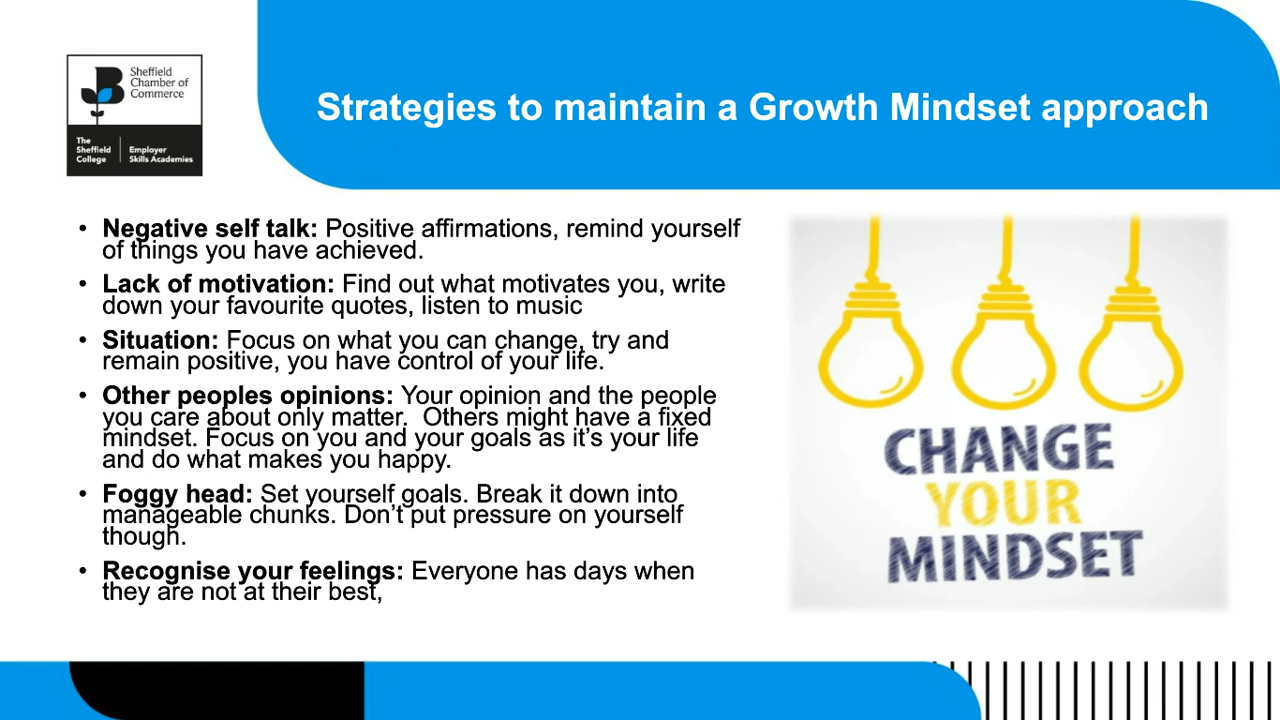 Sheffield
Chamber of
Commerce
The
Sheffield
College
Employer
Skills Academies
Strategies to maintain a Growth Mindset approach
• Negative self talk: Positive affirmations, remind yourself
of things you have achieved.
• Lack of motivation: Find out what motivates you, write
down your favourite quotes, listen to music
• Situation: Focus on what you can change, try and
remain positive, you have control of your life.
• Other peoples opinions: Your opinion and the people
you care about only matter.  Others might have a fixed
mindset. Focus on you and your goals as it’s your life
and do what makes you happy.
• Foggy head: Set yourself goals. Break it down into
manageable chunks. Don’t put pressure on yourself
though.
• Recognise your feelings: Everyone has days when
they are not at their best,
CHANGE
YOUR
MINDSET